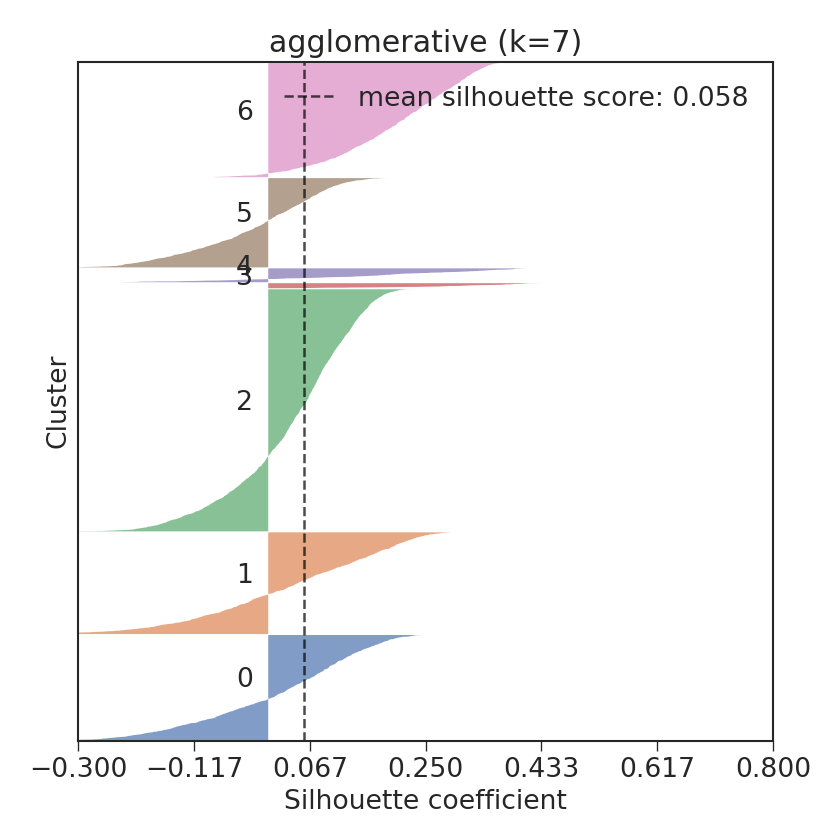 agglomerative (k=7)
mean silhouette score: 0.058
6
5
4
3
2
1
0
Cluster
−0.300 −0.117 0.067 0.250 0.433 0.617 0.800
Silhouette coefficient